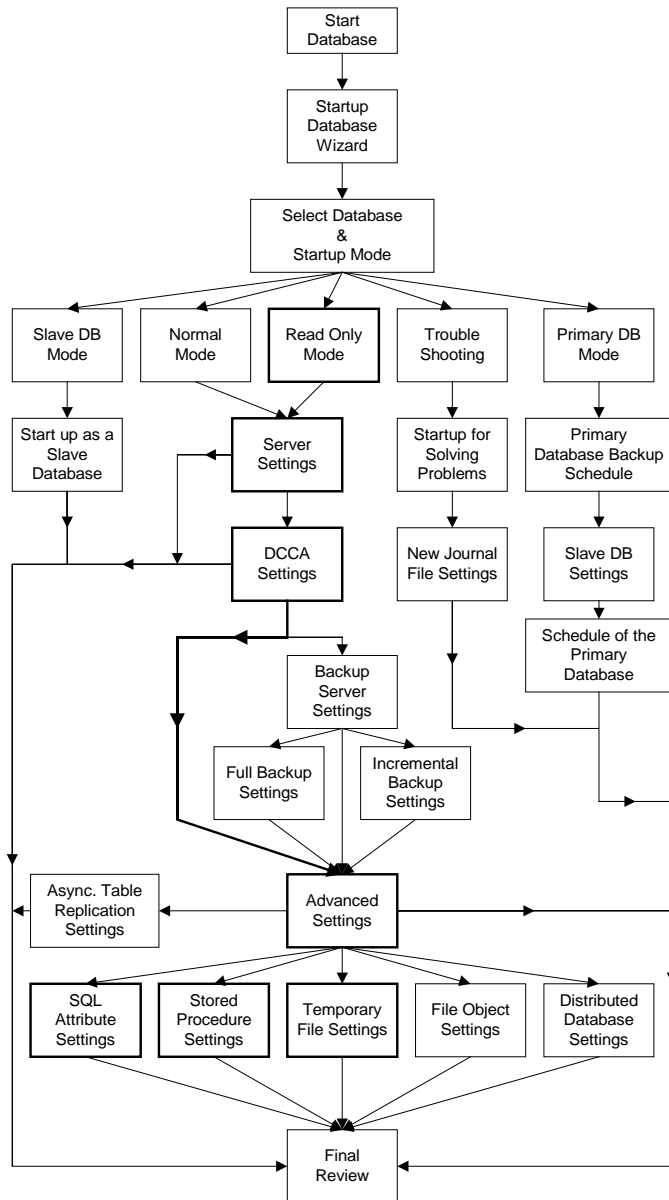 Start
Database
Startup
Database
Wizard
Select Database
&
Startup Mode
Slave DB
Mode
Normal
Mode
Read Only
Mode
Trouble
Shooting
Primary DB
Mode
Start up as a
Slave
Database
Server
Settings
Startup for
Solving
Problems
Primary
Database Backup
Schedule
DCCA
Settings
New Journal
File Settings
Slave DB
Settings
Schedule of the
Primary
Database
Backup
Server
Settings
Full Backup
Settings
Incremental
Backup
Settings
Async. Table
Replication
Settings
Advanced
Settings
SQL
Attribute
Settings
Stored
Procedure
Settings
Temporary
File Settings
File Object
Settings
Distributed
Database
Settings
Final
Review